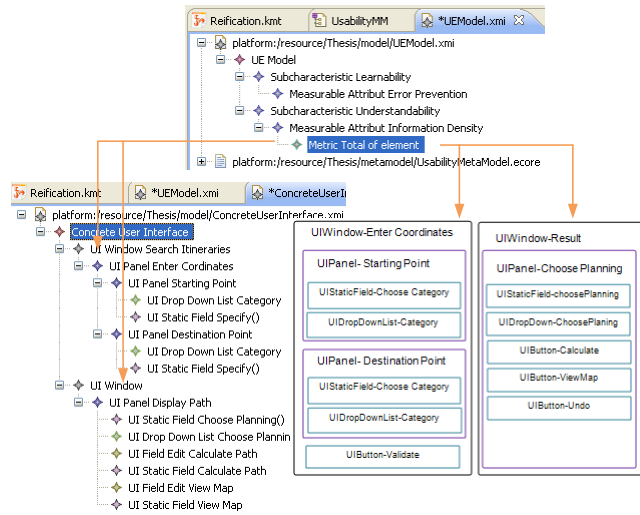 Reification.kmt
UsabilityMM
*UEModel.xmi
platform:/resource/Thesis/model/UEModel.xmi
UE Model
Subcharacteristic Learnability
Measurable Attribut Error Prevention
Subcharacteristic Understandability
Measurable Attribut Information Density
Metric Total of element
platform:/resource/Thesis/metamodel/UsabilityMetaModel.ecore
Reification.kmt
*UEModel.xmi
*ConcreteUserI
platform:/resource/Thesis/model/ConcreteUserInterface.xmi
Concrete User Interface
UI Window Search Itineraries
UI Panel Enter Cordinates
UI Panel Starting Point
UI Drop Down List Category
UI Static Field Specify()
UI Panel Destination Point
UI Drop Down List Category
UI Static Field Specify()
UI Window
UI Panel Display Path
UI Static Field Choose Planning()
UI Drop Down List Choose Plannin
UI Field Edit Calculate Path
UI Static Field Calculate Path
UI Field Edit View Map
UI Static Field View Map
UIWindow-Enter Coordinates
UIPanel- Starting Point
UIStaticField-Choose Category
UIDropDownList-Category
UIPanel- Destination Point
UIStaticField-Choose Category
UIDropDownList-Category
UIButton-Validate
UIWindow-Result
UIPanel-Choose Planning
UIStaticField-choosePlanning
UIDropDown-ChoosePlaning
UIButton-Calculate
UIButton-ViewMap
UIButton-Undo